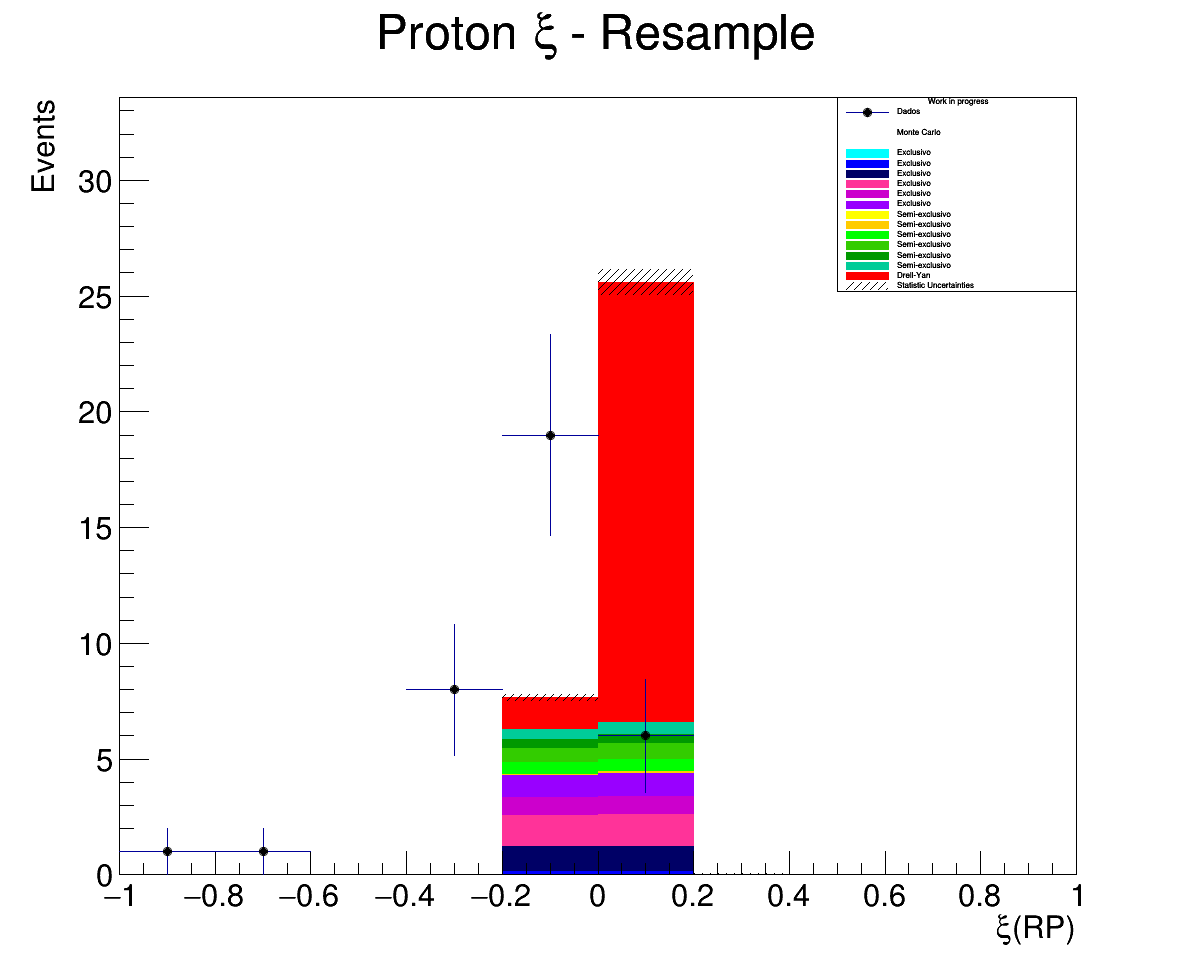 Proton ξ - Resample
Events
30
25
20
15
10
5
0
−1 −0.8 −0.6 −0.4 −0.2 0 0.2 0.4 0.6 0.8 1
ξ(RP)
Work in progress
Dados
Monte Carlo
Exclusivo
Exclusivo
Exclusivo
Exclusivo
Exclusivo
Exclusivo
Semi-exclusivo
Semi-exclusivo
Semi-exclusivo
Semi-exclusivo
Semi-exclusivo
Semi-exclusivo
Drell-Yan
Statistic Uncertainties